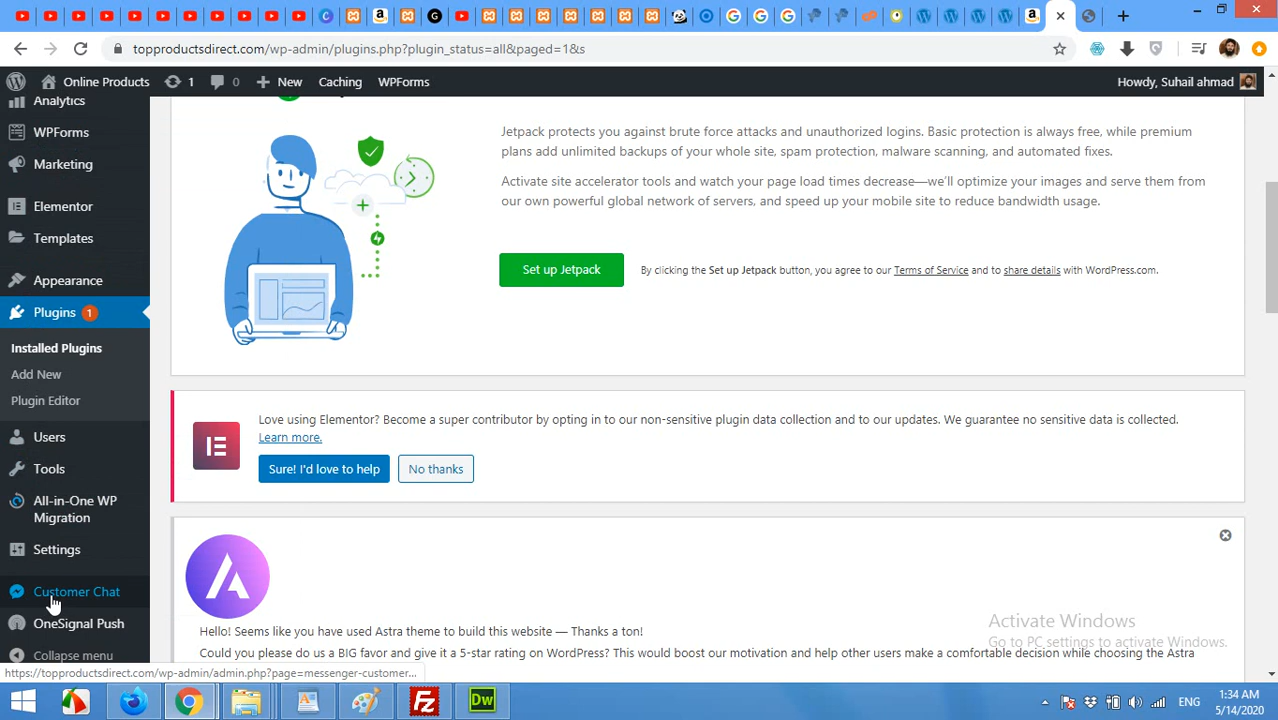 topproductsdirect.com/wp-admin/plugins.php?plugin_status=all&paged=1&s
Online Products 1 0 New Caching WPForms Howdy, Suhail ahmad
Analytics
WPForms
Marketing
Elementor
Templates
Appearance
Plugins 1
Installed Plugins
Add New
Plugin Editor
Users
Tools
All-in-One WP
Migration
Settings
Customer Chat
OneSignal Push
Collapse menu
Jetpack protects you against brute force attacks and unauthorized logins. Basic protection is always free, while premium
plans add unlimited backups of your whole site, spam protection, malware scanning, and automated fixes.
Activate site accelerator tools and watch your page load times decrease—we'll optimize your images and serve them from
our own powerful global network of servers, and speed up your mobile site to reduce bandwidth usage.
Set up Jetpack
By clicking the Set up Jetpack button, you agree to our Terms of Service and to share details with WordPress.com.
Love using Elementor? Become a super contributor by opting in to our non-sensitive plugin data collection and to our updates. We guarantee no sensitive data is collected.
Learn more.
Sure! I'd love to help
No thanks
Hello! Seems like you have used Astra theme to build this website — Thanks a ton!
Could you please do us a BIG favor and give it a 5-star rating on WordPress? This would boost our motivation and help other users make a comfortable decision while choosing the Astra
Activate Windows
Go to PC settings to activate Windows.
https://topproductsdirect.com/wp-admin/admin.php?page=messenger-customer...
Fz
Dw
ENG
1:34 AM
5/14/2020